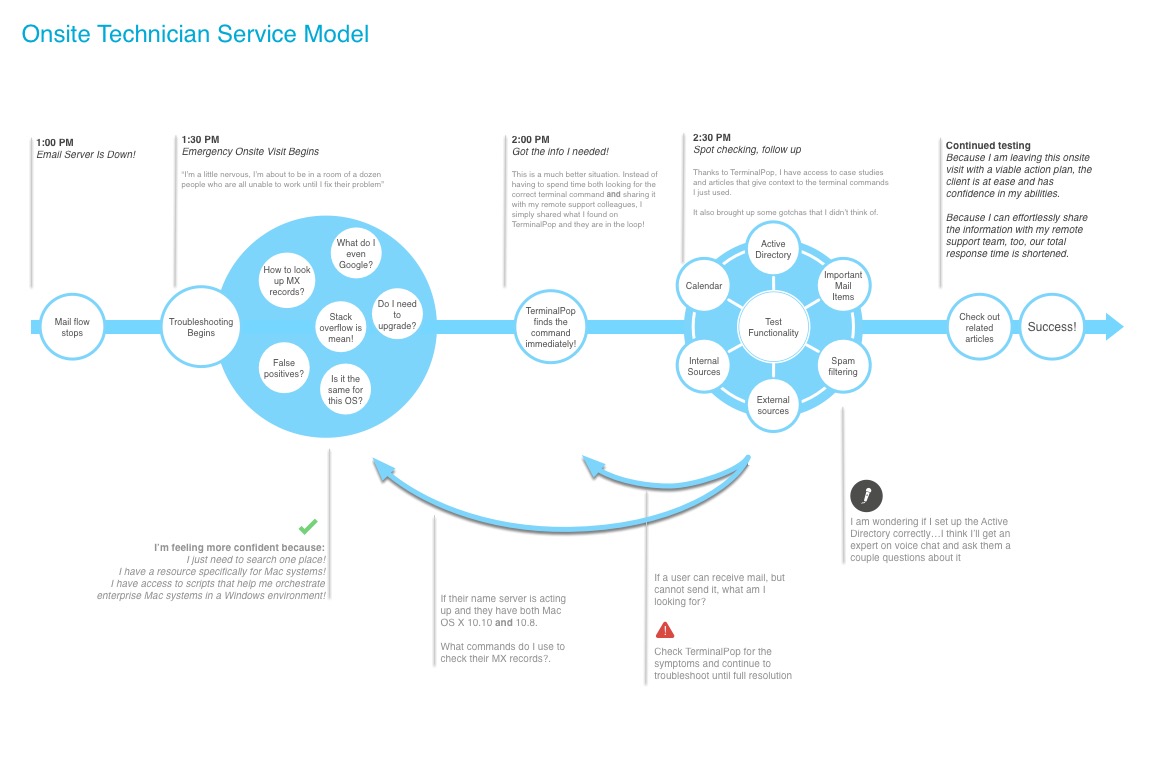 Onsite Technician Service Model
1:00 PM
Email Server Is Down!
1:30 PM
Emergency Onsite Visit Begins
“I’m a little nervous, I’m about to be in a room of a dozen
people who are all unable to work until I fix their problem”
2:00 PM
Got the info I needed!
This is a much better situation. Instead of
having to spend time both looking for the
correct terminal command and sharing it
with my remote support colleagues, I
simply shared what I found on
TerminalPop and they are in the loop!
2:30 PM
Spot checking, follow up
Thanks to TerminalPop, I have access to case studies
and articles that give context to the terminal commands
I just used.
It also brought up some gotchas that I didn’t think of.
Continued testing
Because I am leaving this onsite
visit with a viable action plan, the
client is at ease and has
confidence in my abilities.
Because I can effortlessly share
the information with my remote
support team, too, our total
response time is shortened.
Mail flow
stops
Troubleshooting
Begins
What do I
even
Google?
How to look
up MX
records?
Do I need
to
upgrade?
Stack
overflow is
mean!
False
positives?
Is it the
same for
this OS?
TerminalPop
finds the
command
immediately!
Active
Directory
Calendar
Important
Mail
Items
Test
Functionality
Internal
Sources
Spam
filtering
External
sources
Check out
related
articles
Success!
I’m feeling more confident because:
I just need to search one place!
I have a resource specifically for Mac systems!
I have access to scripts that help me orchestrate
enterprise Mac systems in a Windows environment!
If their name server is acting
up and they have both Mac
OS X 10.10 and 10.8.
What commands do I use to
check their MX records?.
If a user can receive mail, but
cannot send it, what am I
looking for?
Check TerminalPop for the
symptoms and continue to
troubleshoot until full resolution
I am wondering if I set up the Active
Directory correctly…I think I’ll get an
expert on voice chat and ask them a
couple questions about it